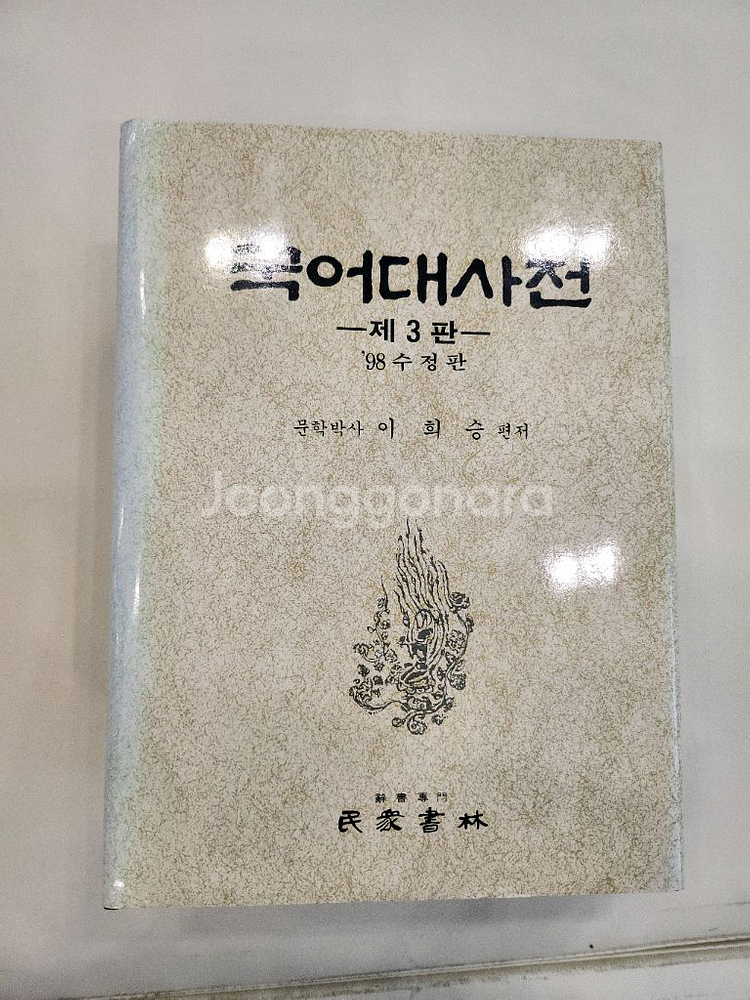 국어대사전
—제 3 판—
'98 수 정 판
문학박사 이 희 승 편저
Joonggonara
辭 書 專 門
民 衆 書 林